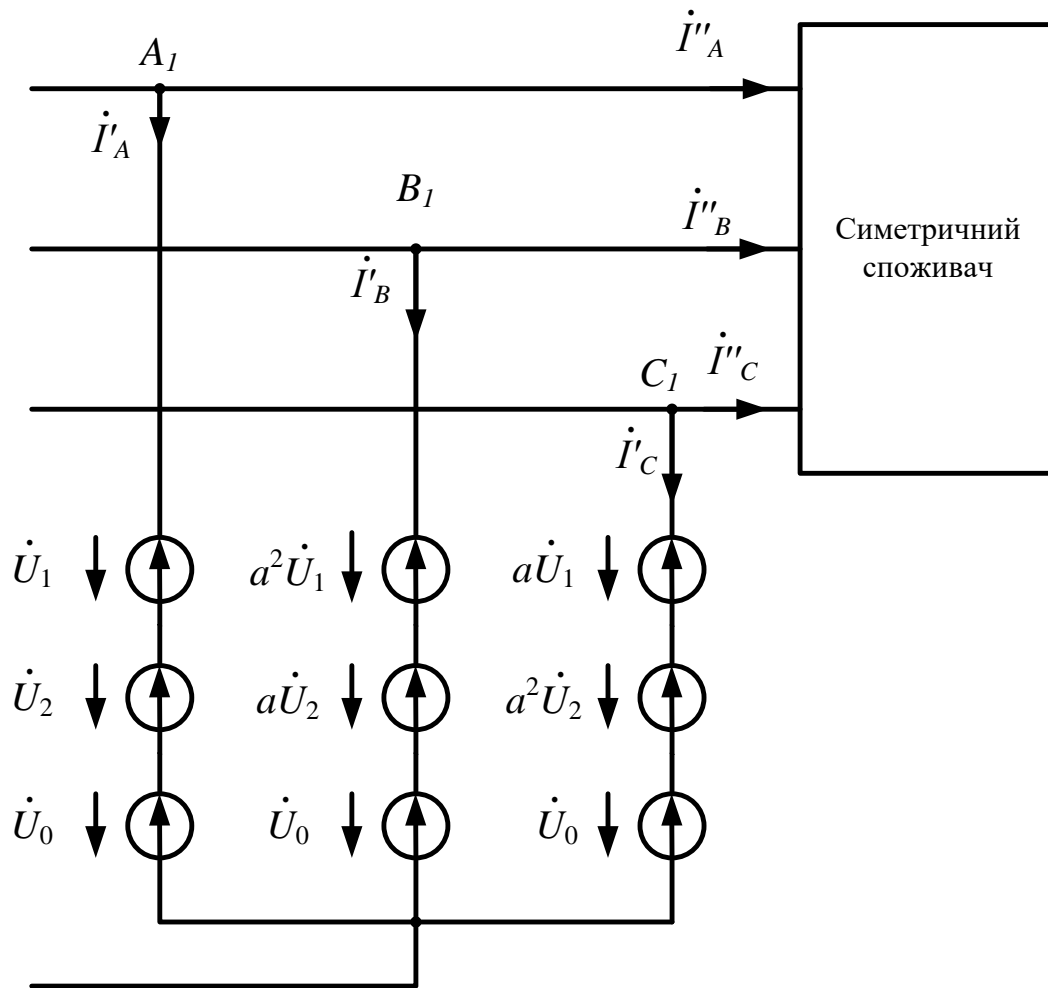 İ″A
A1
İ′A
B1
İ″B
İ′B
Симетричний
споживач
İ″C
C1
İ′C
U̇1 a²U̇1 aU̇1
U̇2 aU̇2 a²U̇2
U̇0 U̇0 U̇0